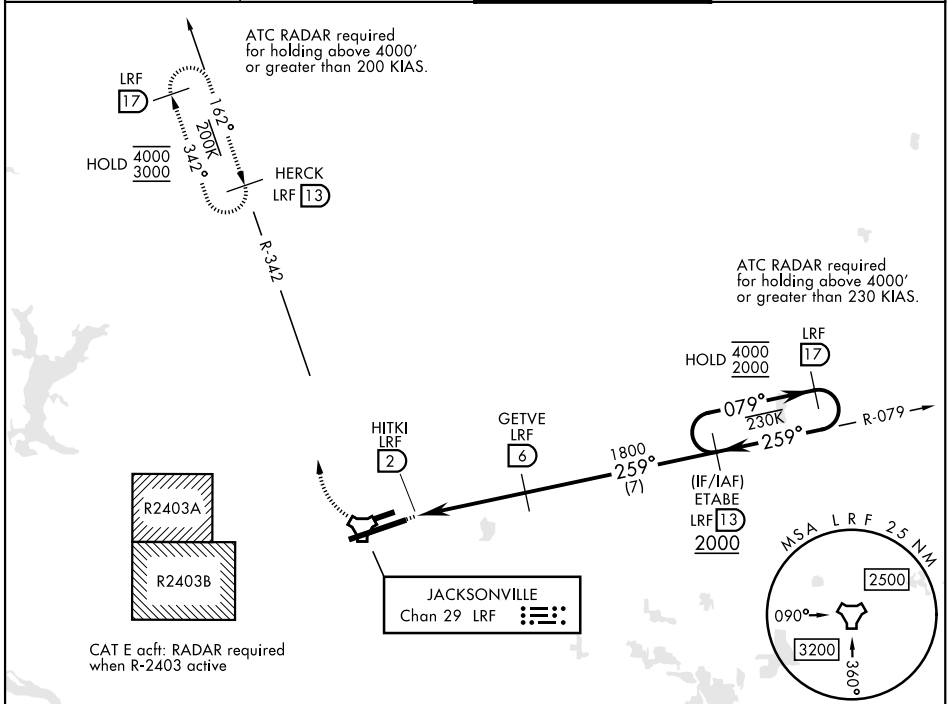 ATC RADAR required
for holding above 4000'
or greater than 200 KIAS.
LRF
17
162°
200K
342°
HOLD 4000
3000
HERCK
LRF 13
R-342
ATC RADAR required
for holding above 4000'
or greater than 230 KIAS.
HOLD 4000
2000
LRF
17
079°
230K
259°
R-079
HITKI
LRF
2
GETVE
LRF
6
1800
259°
(7)
(IF/IAF)
ETABE
LRF 13
2000
R2403A
R2403B
CAT E acft: RADAR required
when R-2403 active
JACKSONVILLE
Chan 29 LRF
MSA LRF 25 NM
2500
090°
3200
360°